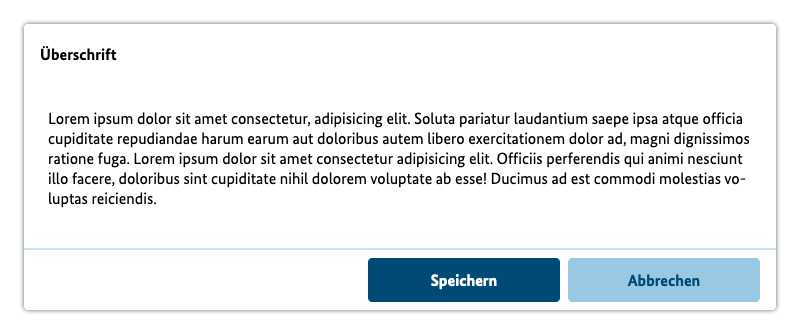 Überschrift
Lorem ipsum dolor sit amet consectetur, adipisicing elit. Soluta pariatur laudantium saepe ipsa atque officia
cupiditate repudiandae harum earum aut doloribus autem libero exercitationem dolor ad, magni dignissimos
ratione fuga. Lorem ipsum dolor sit amet consectetur adipisicing elit. Officiis perferendis qui animi nesciunt
illo facere, doloribus sint cupiditate nihil dolorem voluptate ab esse! Ducimus ad est commodi molestias vo-
luptas reiciendis.
Speichern
Abbrechen